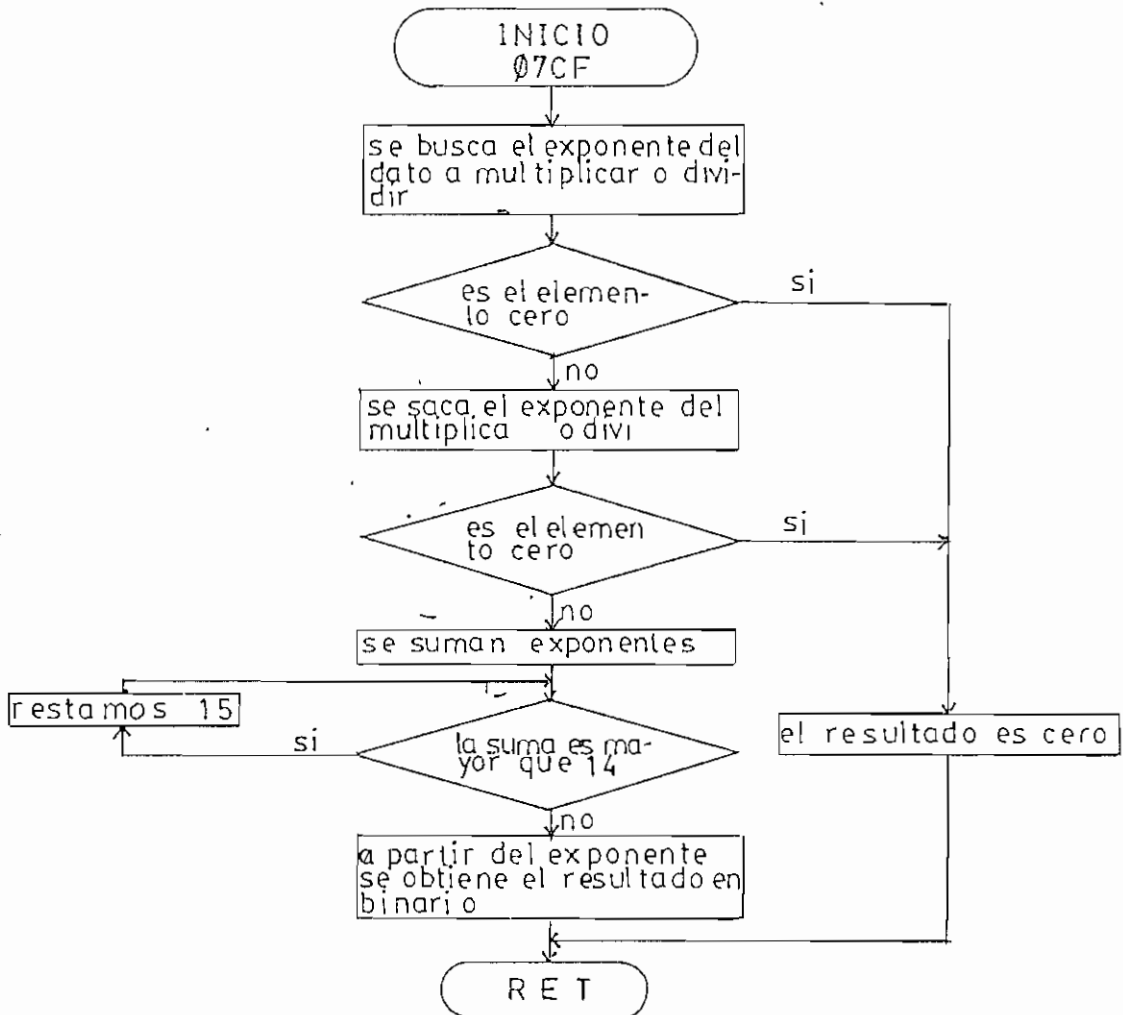 INICIO
Ø7CF
se busca el exponente del
dato a multiplicar o divi-
dir
es el elemen-
to cero
si
no
se saca el exponente del
multiplica o divi
es el elemen
to cero
si
no
se suman exponentes
restamos 15
si
la suma es ma-
yor que 14
el resultado es cero
no
a partir del exponente
se obtiene el resultado en
binario
RET